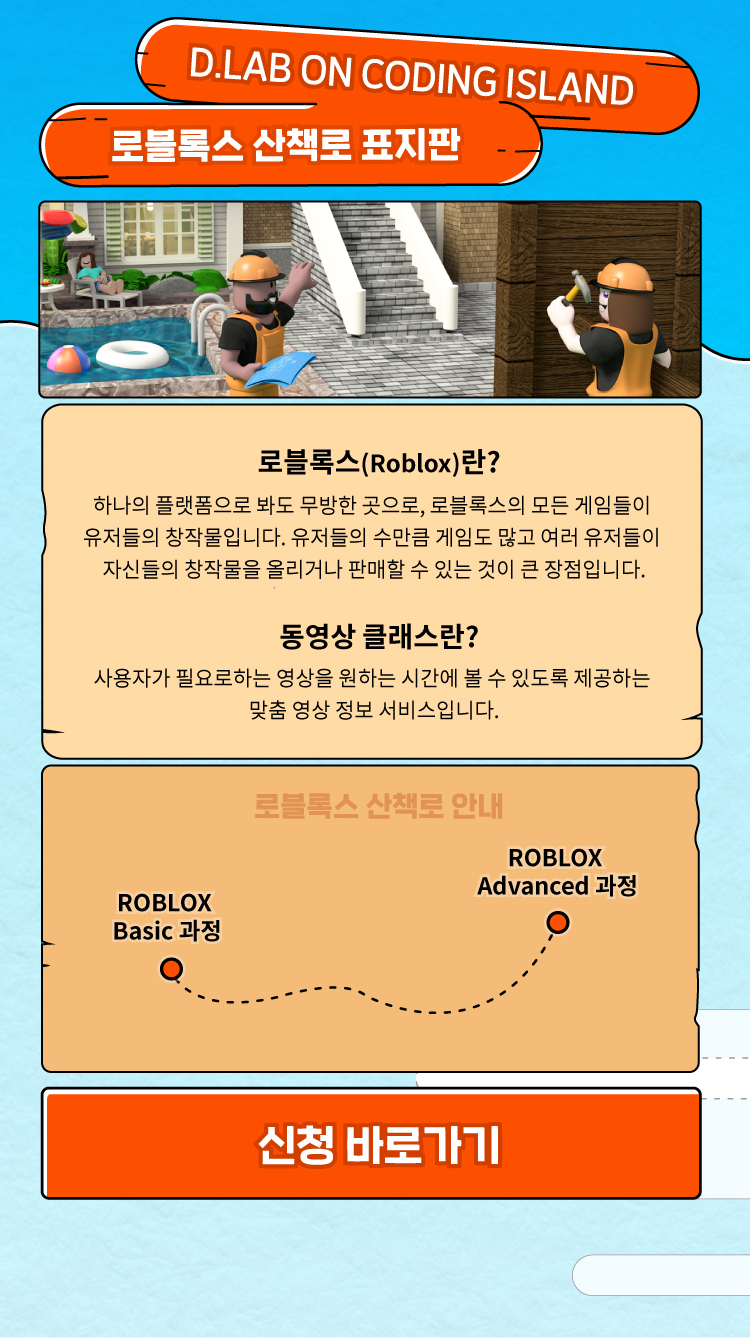 D.LAB ON CODING ISLAND
로블록스 산책로 표지판
로블록스(Roblox)란?
하나의 플랫폼으로 봐도 무방한 곳으로, 로블록스의 모든 게임들이
유저들의 창작물입니다. 유저들의 수만큼 게임도 많고 여러 유저들이
자신들의 창작물을 올리거나 판매할 수 있는 것이 큰 장점입니다.
동영상 클래스란?
사용자가 필요로하는 영상을 원하는 시간에 볼 수 있도록 제공하는
맞춤 영상 정보 서비스입니다.
로블록스 산책로 안내
ROBLOX
Advanced 과정
ROBLOX
Basic 과정
신청 바로가기